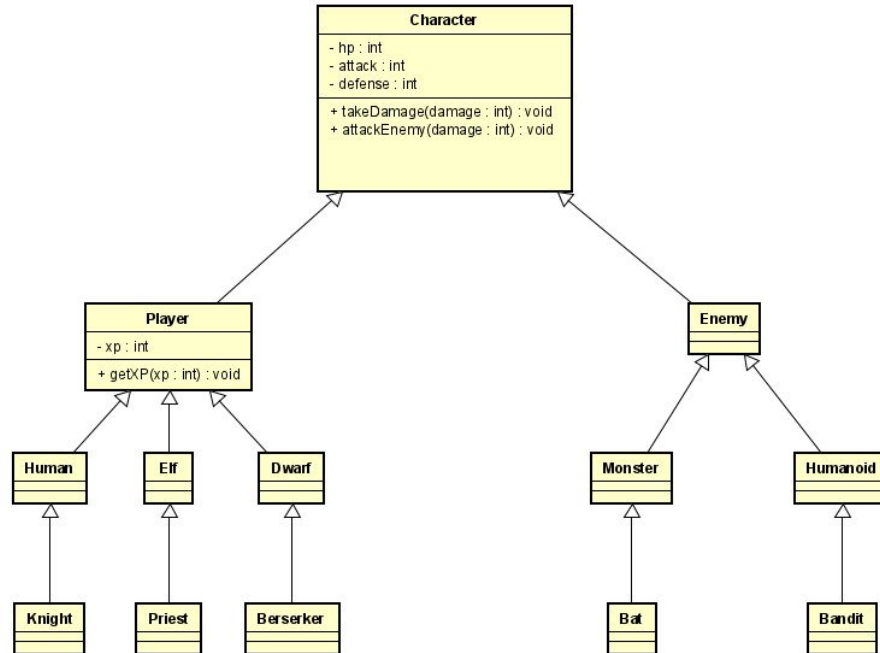 Character
- hp : int
- attack : int
- defense : int
+ takeDamage(damage : int) : void
+ attackEnemy(damage : int) : void
Player
- xp : int
+ getXP(xp : int) : void
Enemy
Human
Elf
Dwarf
Monster
Humanoid
Knight
Priest
Berserker
Bat
Bandit